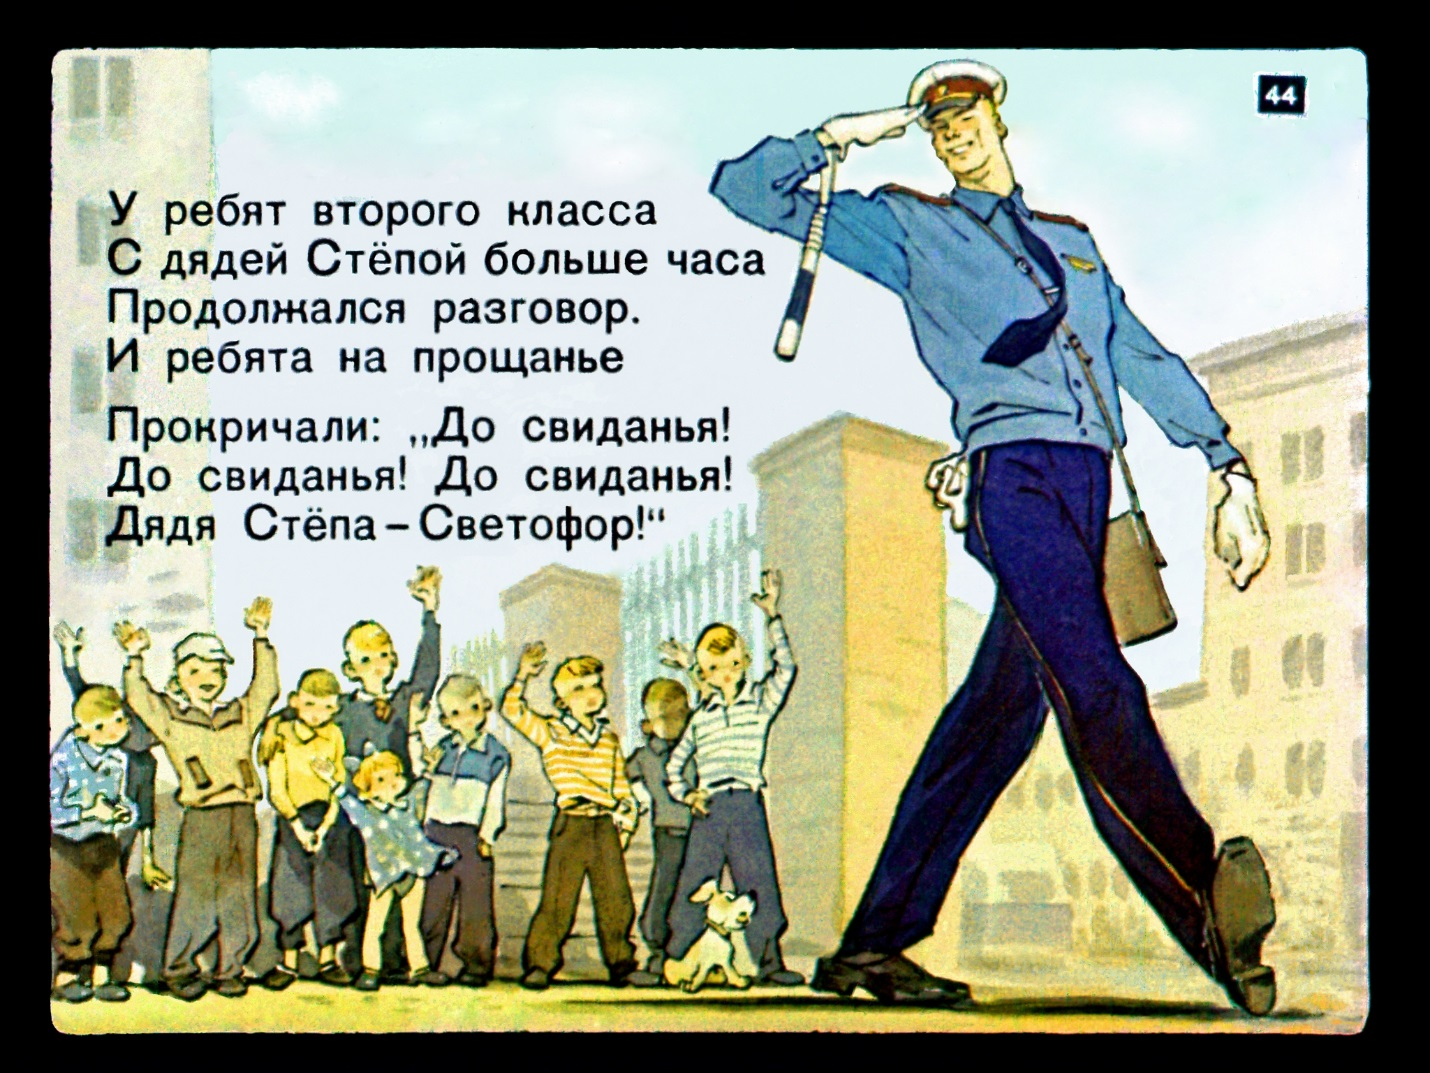 44
У ребят второго класса
С дядей Стёпой больше часа
Продолжался разговор.
И ребята на прощанье
Прокричали: „До свиданья!
До свиданья! До свиданья!
Дядя Стёпа – Светофор!“